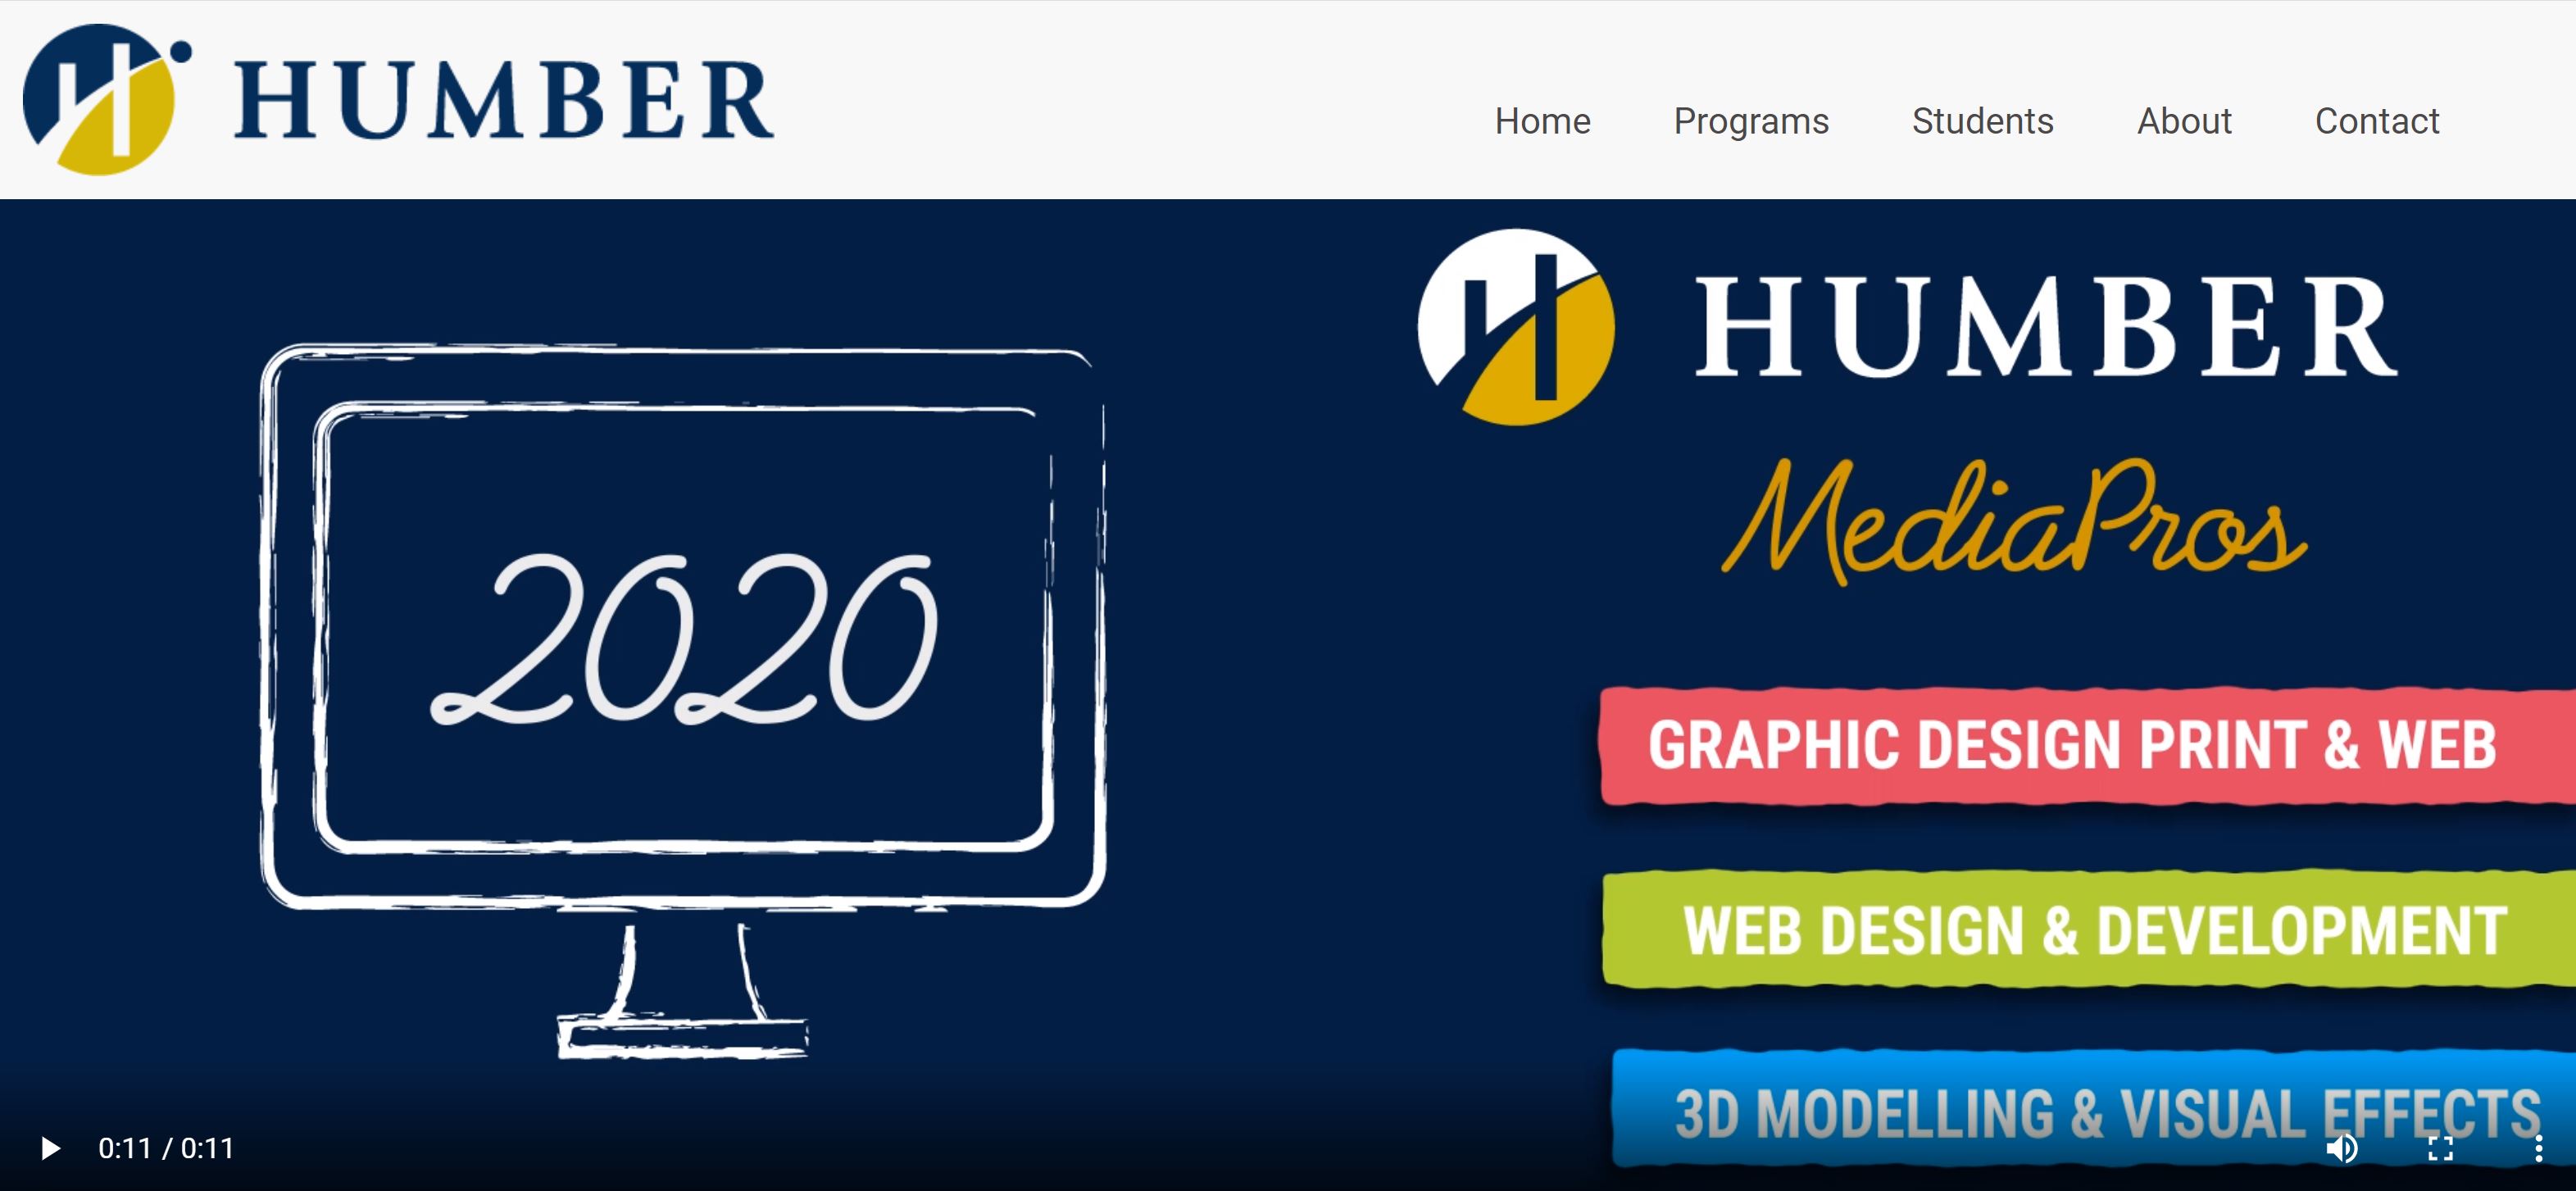 HUMBER
Home Programs Students About Contact
HUMBER
MediaPros
2020
GRAPHIC DESIGN PRINT & WEB
WEB DESIGN & DEVELOPMENT
3D MODELLING & VISUAL EFFECTS
0:11 / 0:11